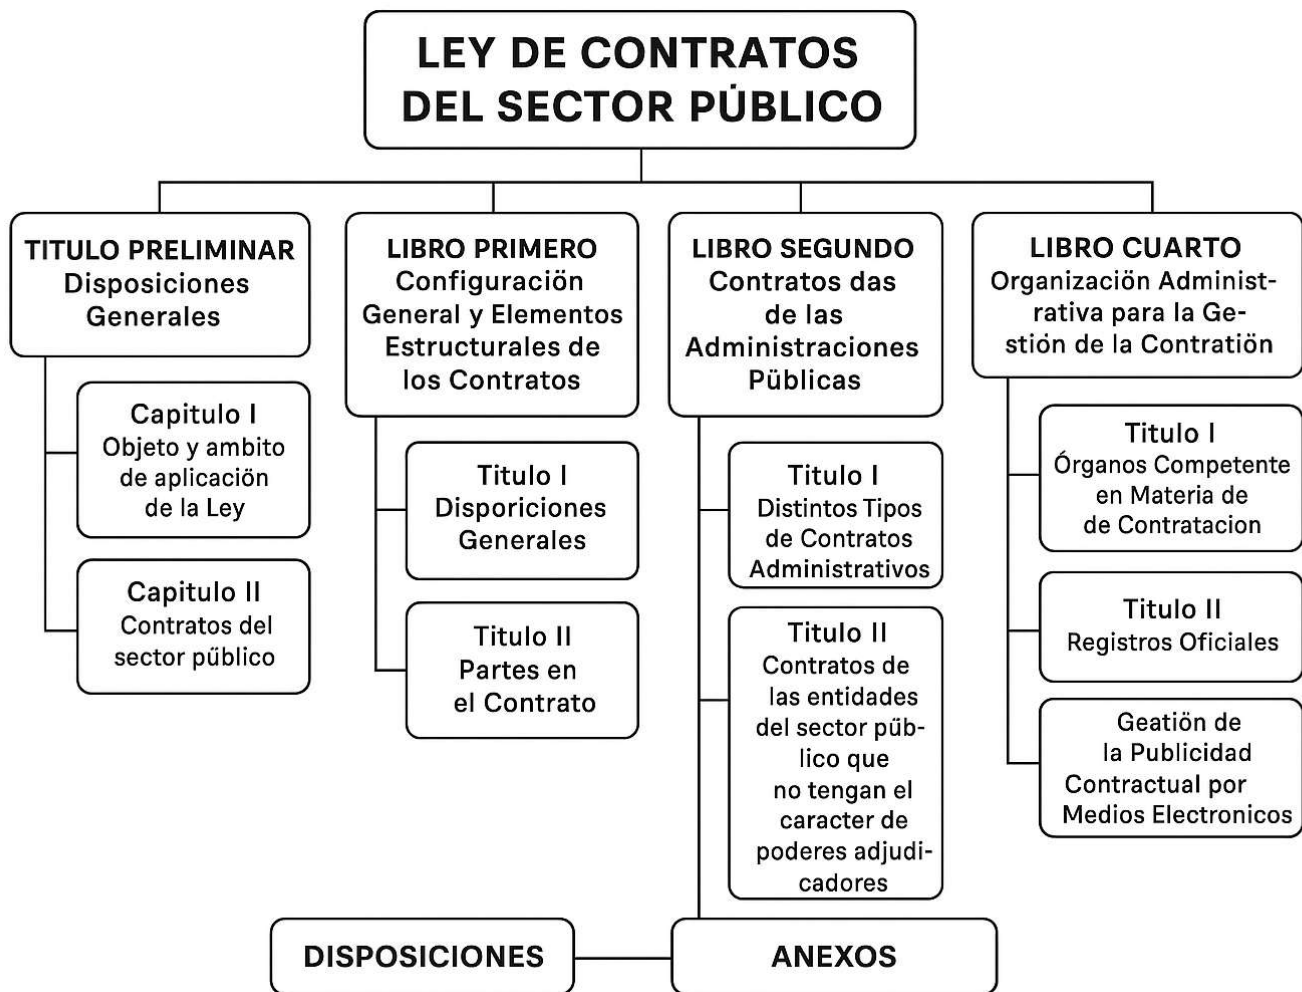 LEY DE CONTRATOS
DEL SECTOR PÚBLICO
TITULO PRELIMINAR
Disposiciones
Generales
Capitulo I
Objeto y ambito
de aplicación
de la Ley
Capitulo II
Contratos del
sector público
LIBRO PRIMERO
Configuración
General y Elementos
Estructurales de
los Contratos
Titulo I
Disporiciones
Generales
Titulo II
Partes en
el Contrato
LIBRO SEGUNDO
Contratos das
de las
Administraciones
Públicas
Titulo I
Distintos Tipos
de Contratos
Administrativos
Titulo II
Contratos de
las entidades
del sector púb-
lico que
no tengan el
caracter de
poderes adjudi-
cadores
LIBRO CUARTO
Organización Administ-
rativa para la Ge-
stión de la Contratiön
Titulo I
Órganos Competente
en Materia de
de Contratacion
Titulo II
Registros Oficiales
Geatiön de
la Publicidad
Contractual por
Medios Electronicos
DISPOSICIONES
ANEXOS